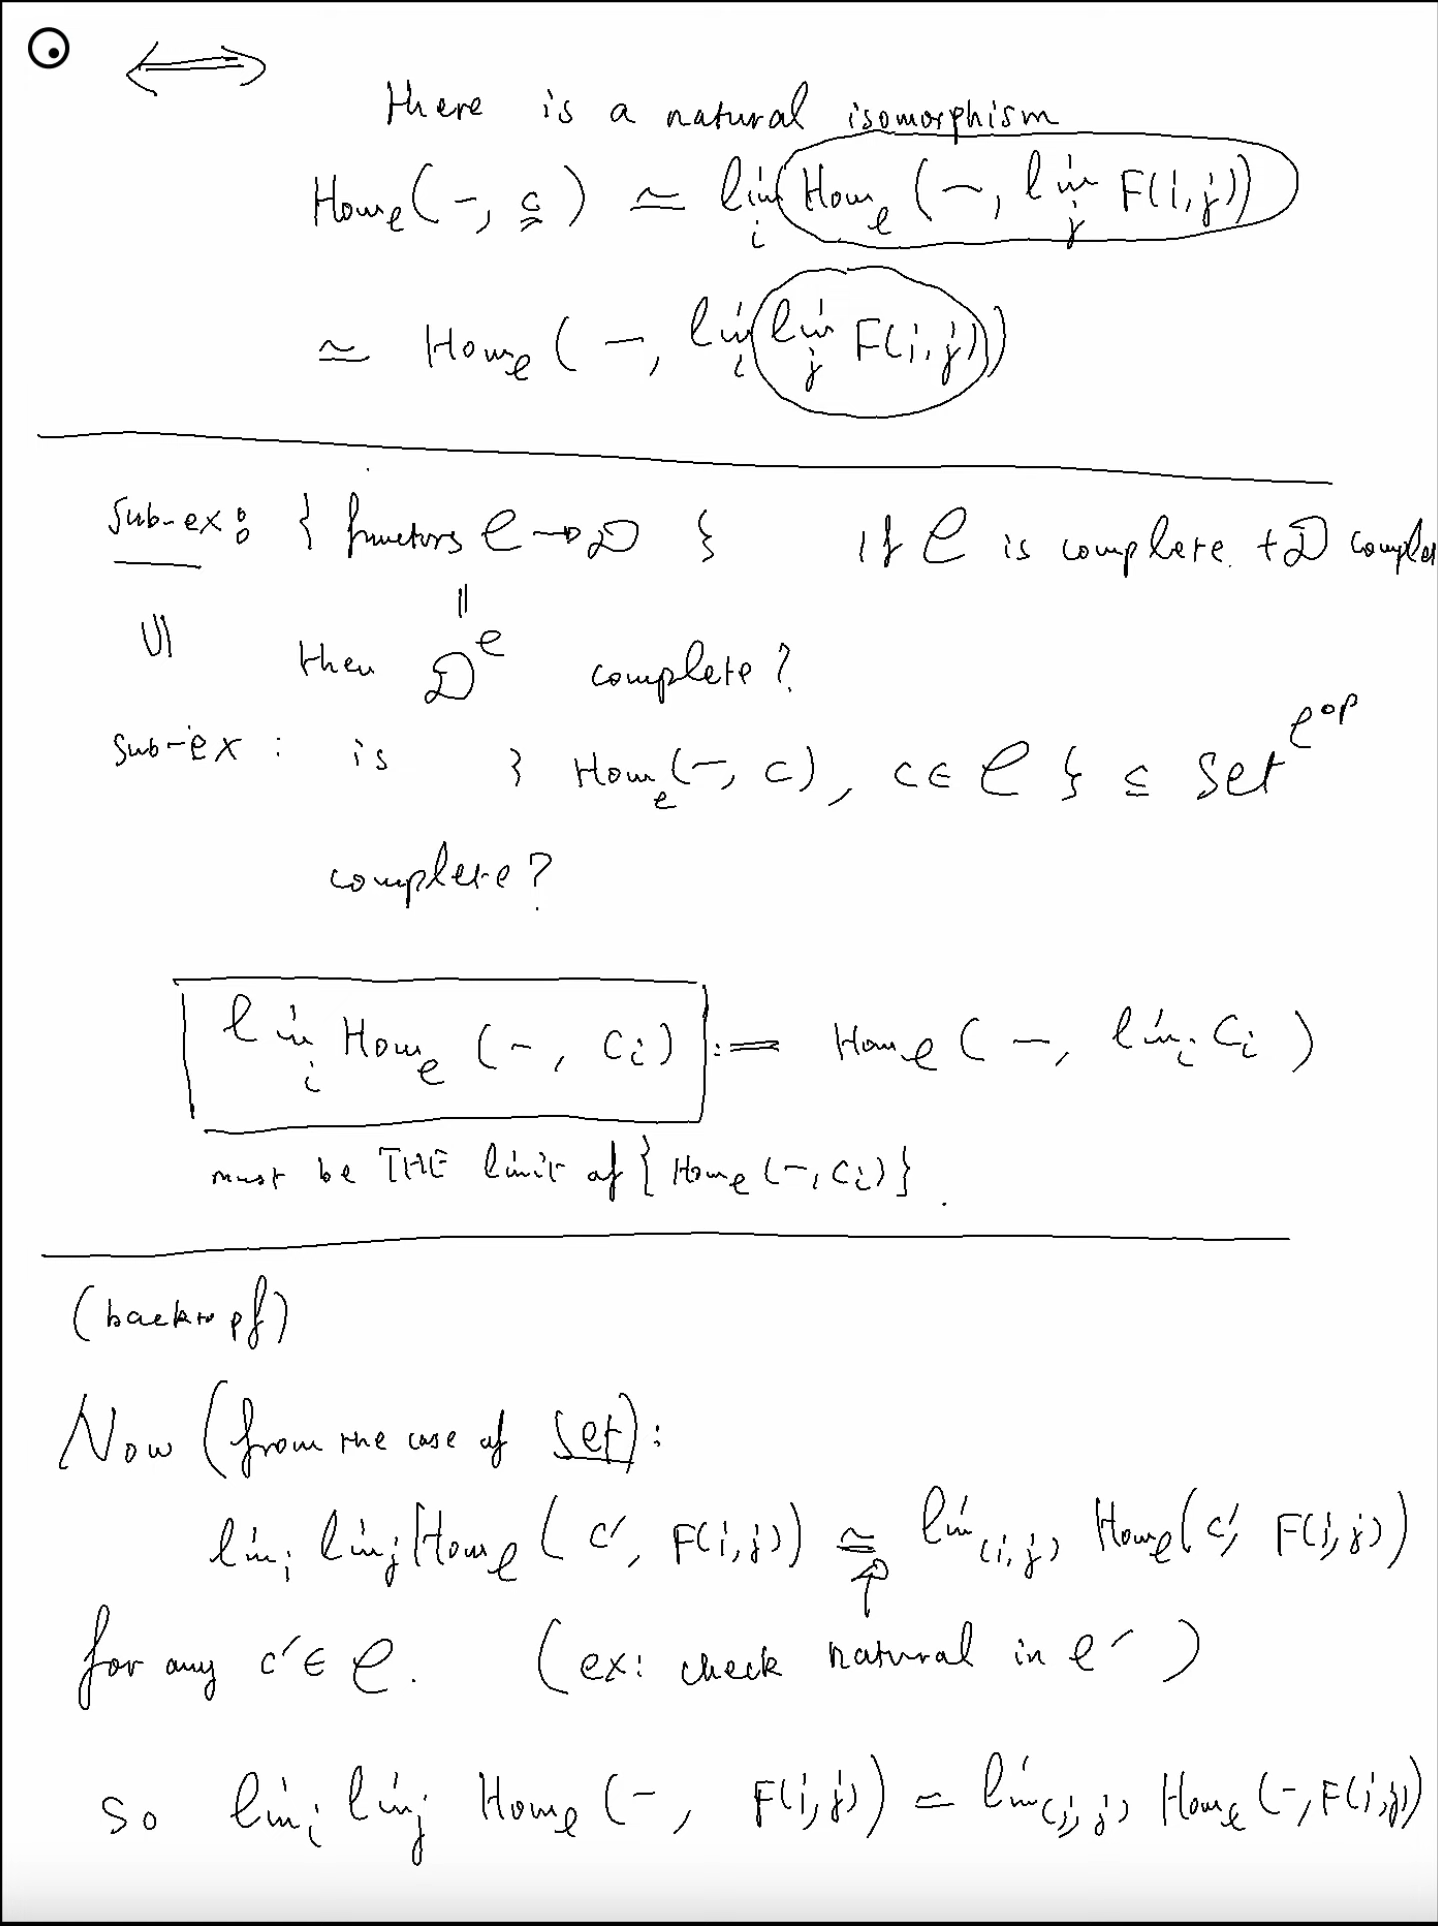 ⟺
there is a natural isomorphism
Hom_C(-, c) ≃ lim_i Hom_C(-, lim_j F(i,j))
≃ Hom_C(-, lim_i lim_j F(i,j))
sub-ex: { functors C → D } if C is complete + D comple
∪| then D^C complete?
sub-ex: is { Hom_C(-, c), c ∈ C } ⊆ Set^{C^op}
complete?
lim_i Hom_C(-, c_i) := Hom_C(-, lim_i c_i)
must be THE limit of { Hom_C(-, c_i) }.
(back to pf)
Now (from the case of Set):
lim_i lim_j Hom_C(c', F(i,j)) ≃ lim_(i,j) Hom_C(c', F(i,j))
for any c' ∈ C. (ex: check natural in c')
so lim_i lim_j Hom_C(-, F(i,j)) ≃ lim_(i,j) Hom_C(-, F(i,j))